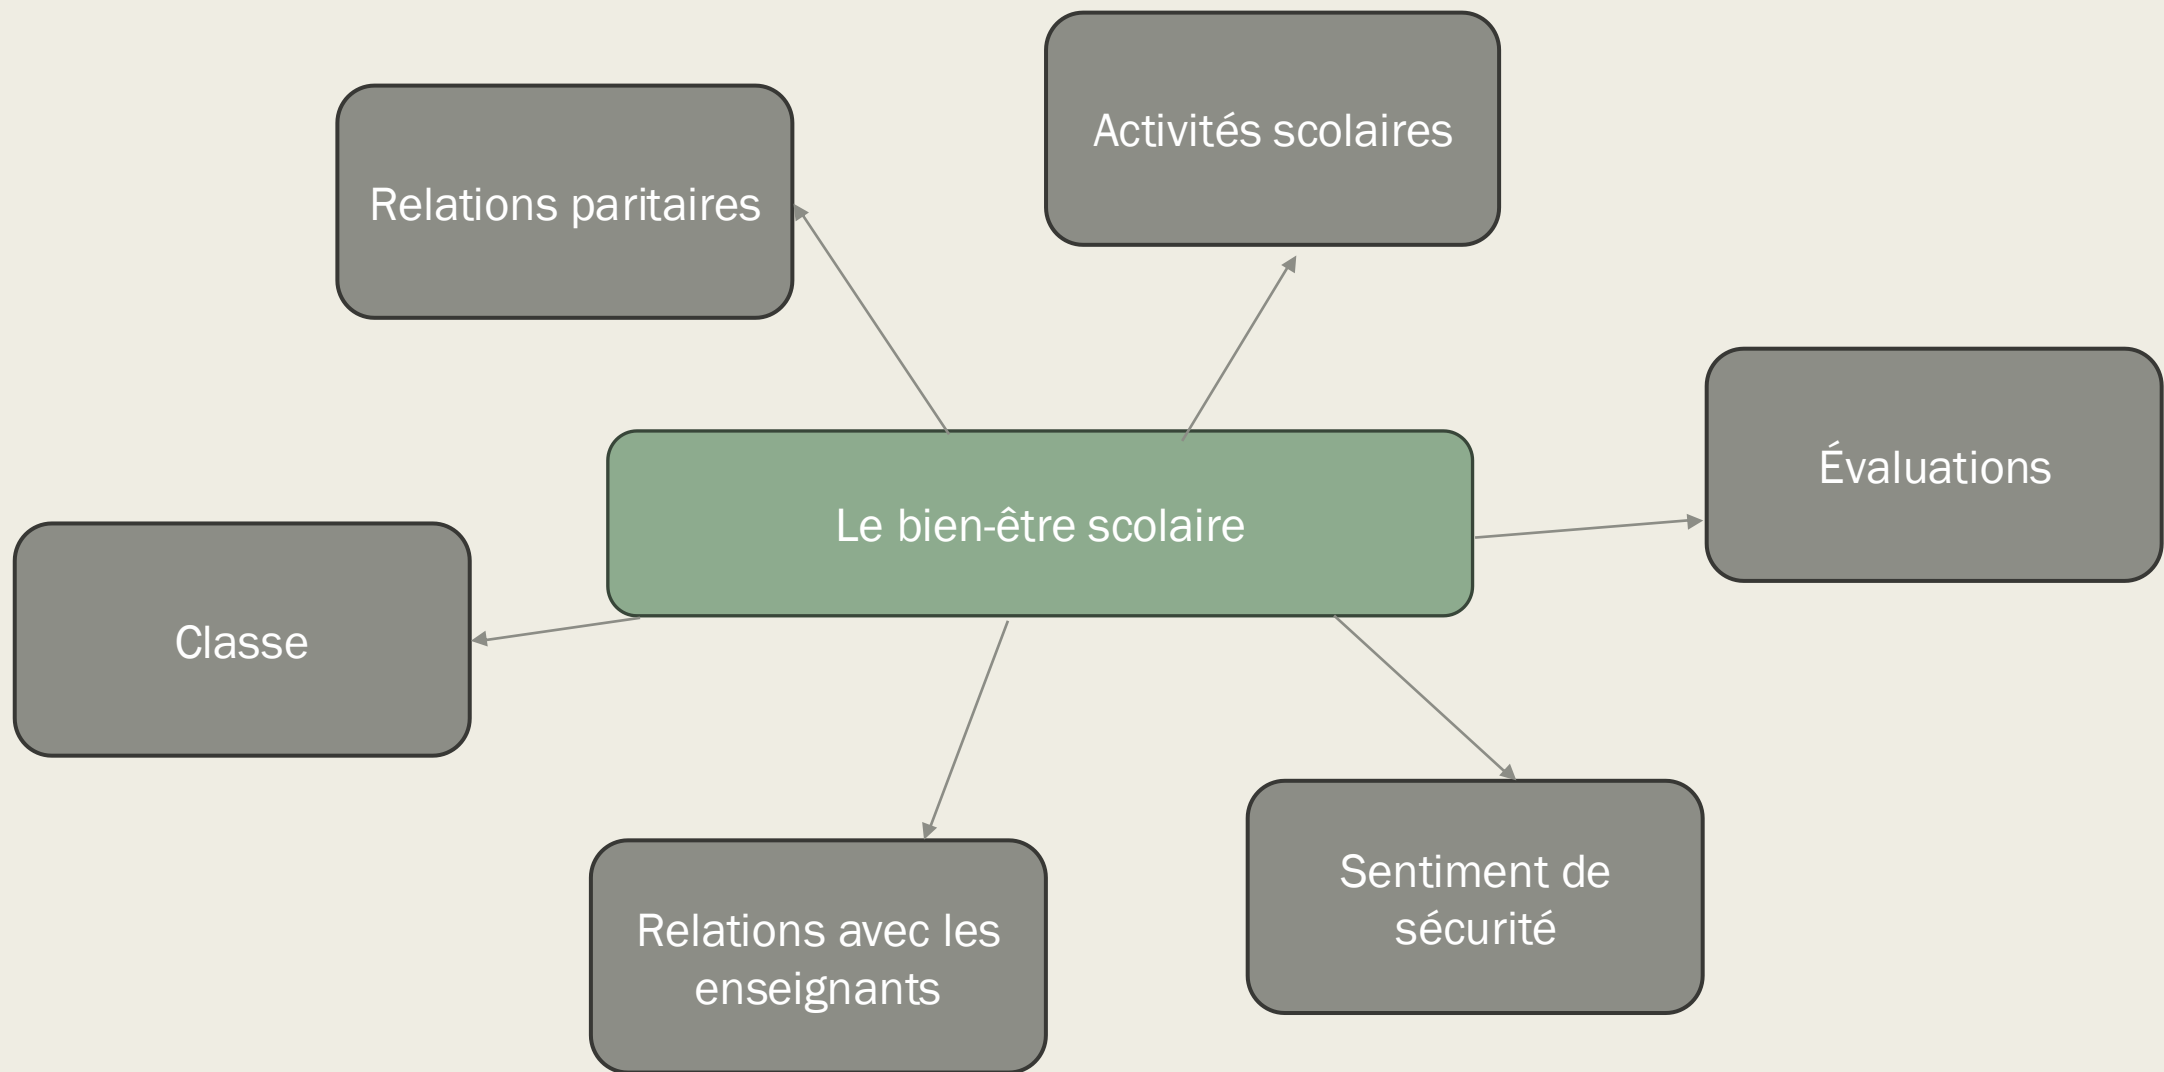 Activités scolaires
Relations paritaires
Évaluations
Le bien-être scolaire
Classe
Sentiment de
sécurité
Relations avec les
enseignants